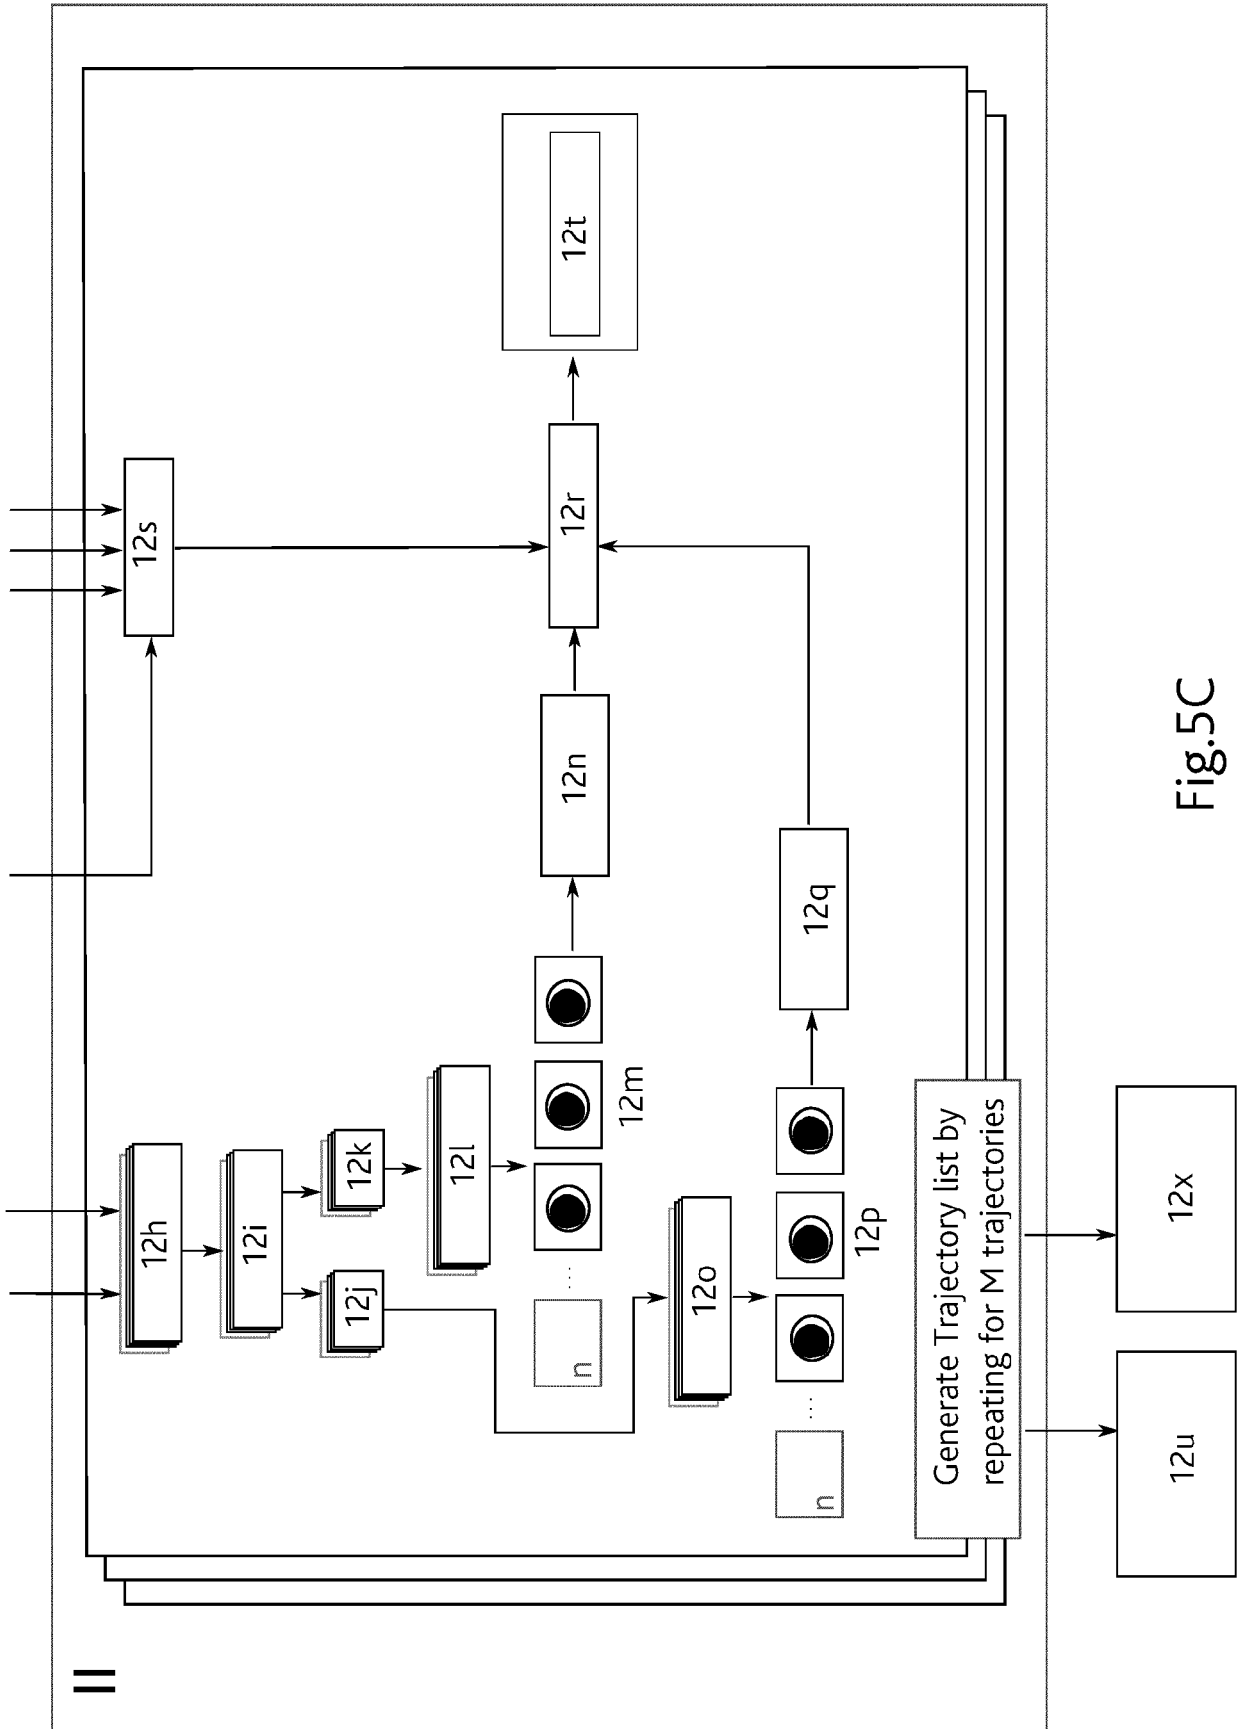 II
12h
12s
12i
12j
12k
12l
n
...
12m
12n
12r
12t
12o
n
...
12p
12q
Generate Trajectory list by
repeating for M trajectories
12u
12x
Fig.5C